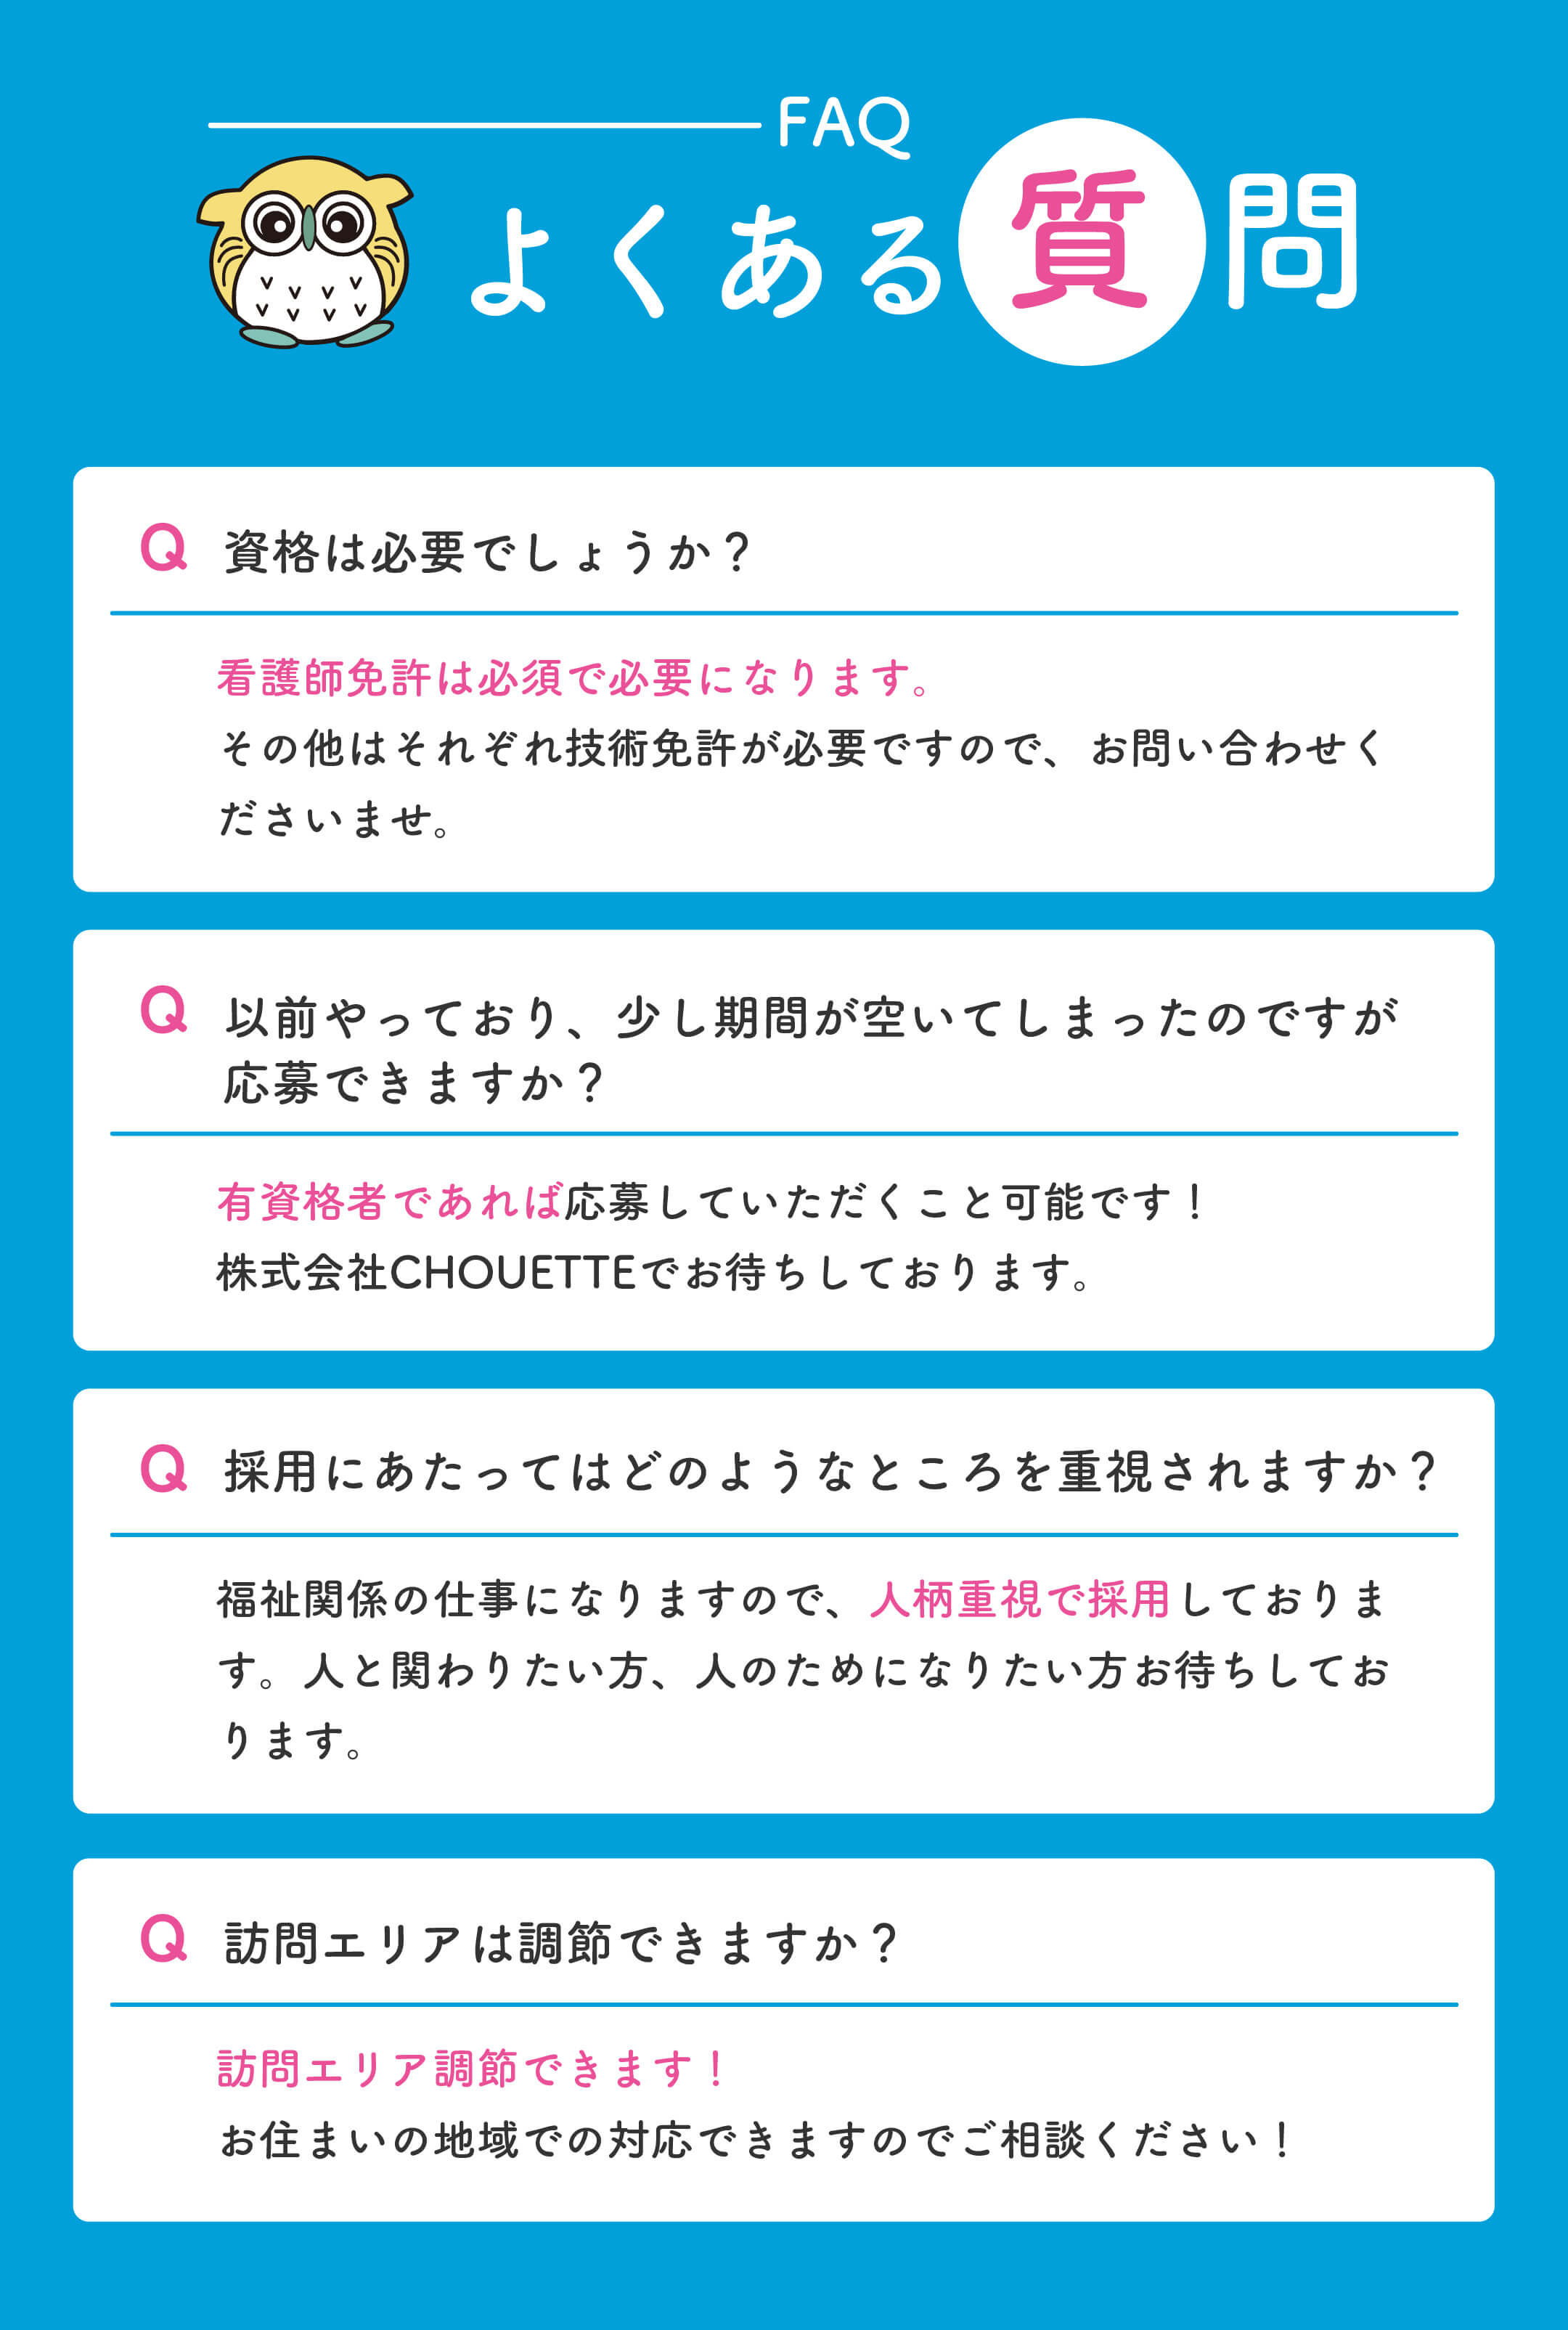 FAQ
よくある質問
Q 資格は必要でしょうか？
看護師免許は必須で必要になります。
その他はそれぞれ技術免許が必要ですので、お問い合わせく
ださいませ。
Q 以前やっており、少し期間が空いてしまったのですが
応募できますか？
有資格者であれば応募していただくこと可能です！
株式会社CHOUETTEでお待ちしております。
Q 採用にあたってはどのようなところを重視されますか？
福祉関係の仕事になりますので、人柄重視で採用しておりま
す。人と関わりたい方、人のためになりたい方お待ちしてお
ります。
Q 訪問エリアは調節できますか？
訪問エリア調節できます！
お住まいの地域での対応できますのでご相談ください！